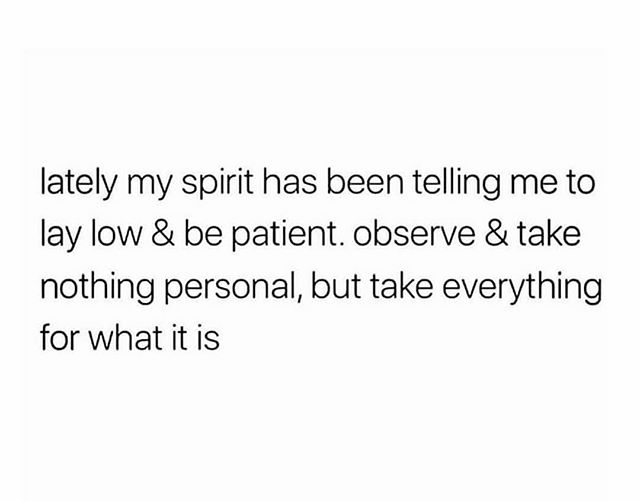 lately my spirit has been telling me to
lay low & be patient. observe & take
nothing personal, but take everything
for what it is